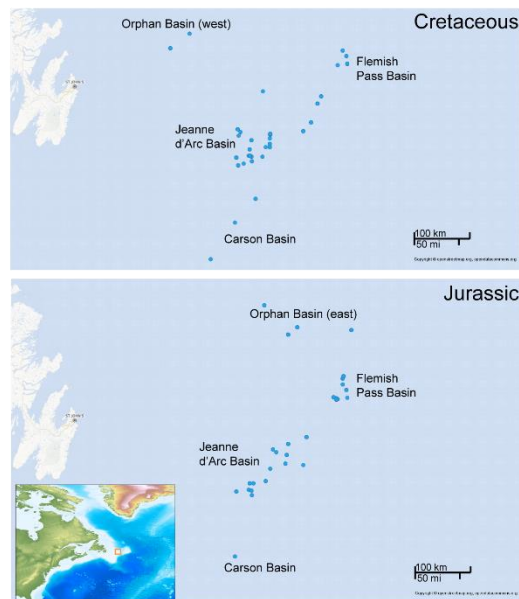 Cretaceous
Orphan Basin (west)
Flemish
Pass Basin
Jeanne
d'Arc Basin
Carson Basin
100 km
50 mi
Jurassic
Orphan Basin (east)
Flemish
Pass Basin
Jeanne
d'Arc Basin
Carson Basin
100 km
50 mi